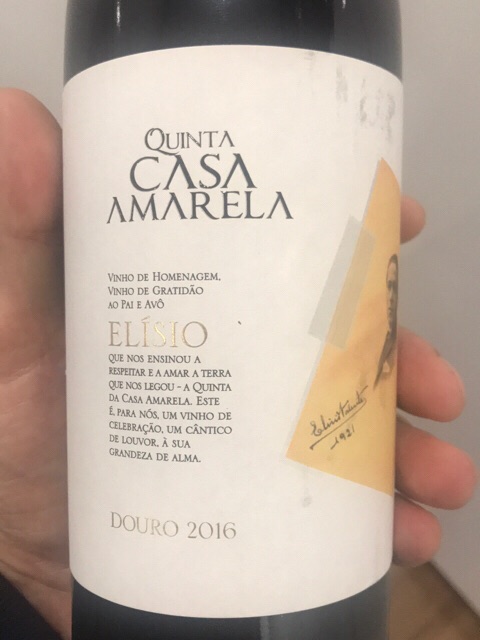 QUINTA
CASA
AMARELA
VINHO DE HOMENAGEM,
VINHO DE GRATIDÃO
AO PAI E AVÔ
ELÍSIO
QUE NOS ENSINOU A
RESPEITAR E A AMAR A TERRA
QUE NOS LEGOU – A QUINTA
DA CASA AMARELA. ESTE
É, PARA NÓS, UM VINHO DE
CELEBRAÇÃO, UM CÂNTICO
DE LOUVOR, À SUA
GRANDEZA DE ALMA.
1921
DOURO 2016